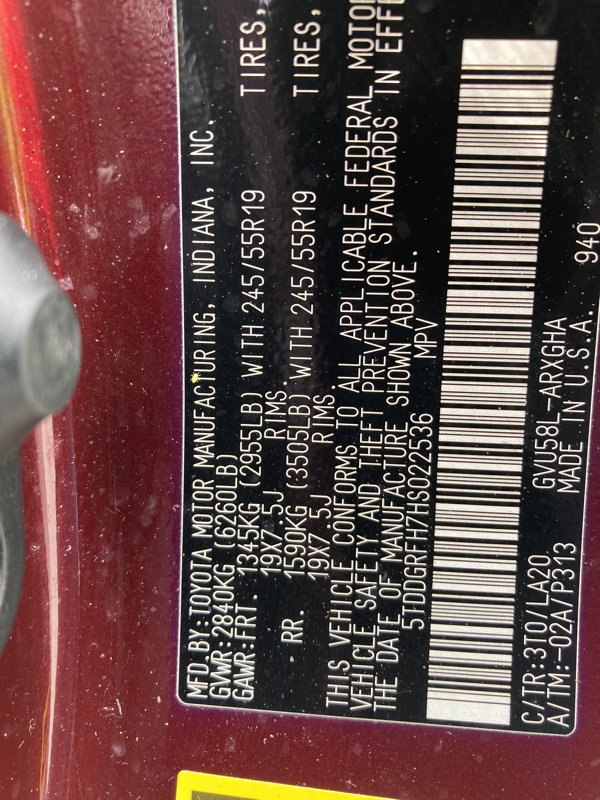 MFD.BY:TOYOTA MOTOR MANUFACTURING, INDIANA, INC.
GVWR:2840KG (6260LB)
GAWR:FRT. 1345KG (2955LB) WITH 245/55R19 TIRES,
19X7.5J RIMS.
RR. 1590KG (3505LB) WITH 245/55R19 TIRES,
19X7.5J RIMS.
THIS VEHICLE CONFORMS TO ALL APPLICABLE FEDERAL MOTOR
VEHICLE SAFETY AND THEFT PREVENTION STANDARDS IN EFFE
THE DATE OF MANUFACTURE SHOWN ABOVE.
5TDDGRFH7HS022536 MPV
C/TR:3T0/LA20 GVU58L-ARXGHA
A/TM:-02A/P313 MADE IN U.S.A. 940